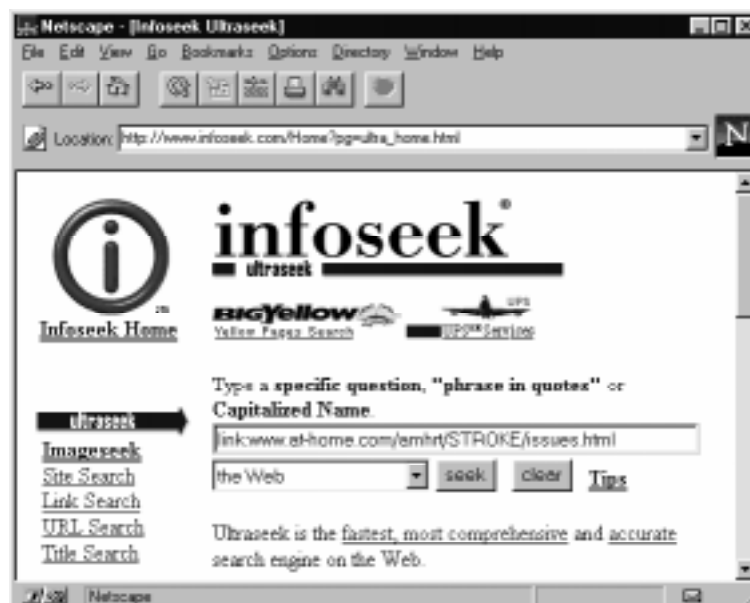 Netscape - [Infoseek Ultraseek]
File Edit View Go Bookmarks Options Directory Window Help
Location: http://www.infoseek.com/Home?pg=ultra_home.html
N
infoseek®
ultraseek
Infoseek Home
BIGYellow
Yellow Pages Search
UPS
UPS℠ Services
Type a specific question, "phrase in quotes" or
Capitalized Name.
ultraseek
link:www.at-home.com/amhrt/STROKE/issues.html
Imageseek
Site Search
the Web
seek
clear
Tips
Link Search
URL Search
Title Search
Ultraseek is the fastest, most comprehensive and accurate
search engine on the Web.
Netscape